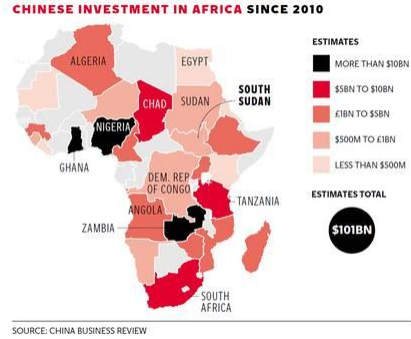 CHINESE INVESTMENT IN AFRICA SINCE 2010
ESTIMATES
MORE THAN $10BN
$5BN TO $10BN
£1BN TO $5BN
$500M TO £1BN
LESS THAN $500M
ESTIMATES TOTAL
$101BN
ALGERIA
EGYPT
SOUTH
SUDAN
CHAD
SUDAN
NIGERIA
GHANA
DEM. REP
OF CONGO
TANZANIA
ANGOLA
ZAMBIA
SOUTH
AFRICA
SOURCE: CHINA BUSINESS REVIEW